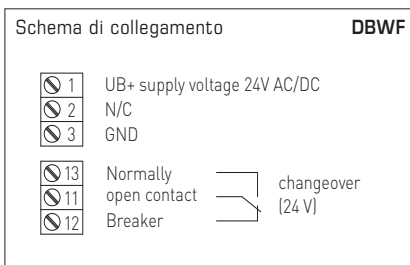 Schema di collegamento DBWF
1 UB+ supply voltage 24V AC/DC
2 N/C
3 GND
13 Normally
11 open contact
12 Breaker
changeover
(24 V)